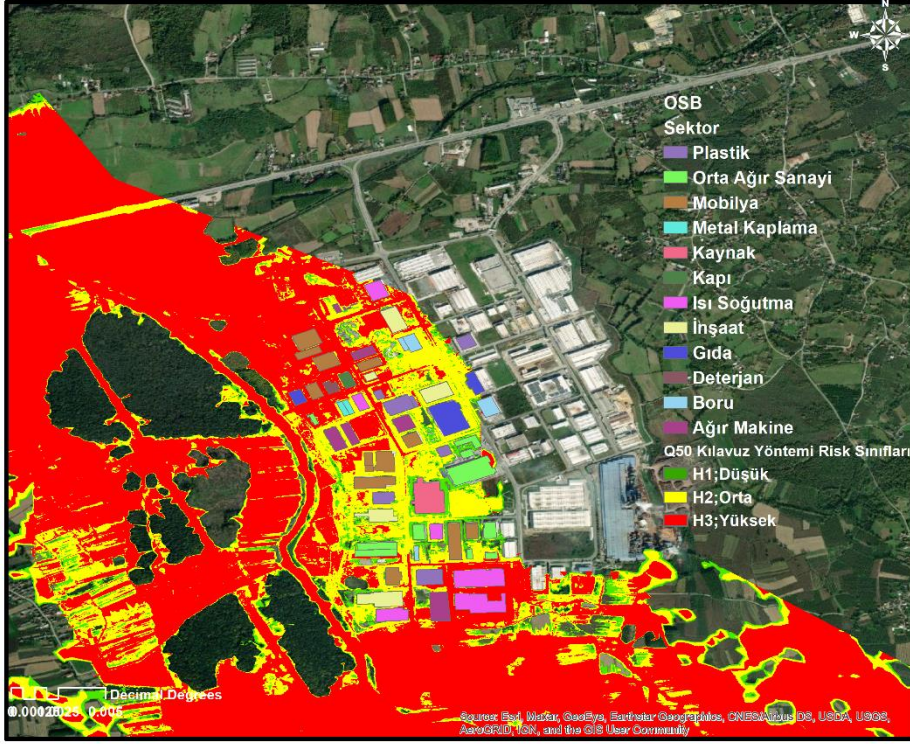 N
W E
S
OSB
Sektor
Plastik
Orta Ağır Sanayi
Mobilya
Metal Kaplama
Kaynak
Kapı
Isı Soğutma
İnşaat
Gıda
Deterjan
Boru
Ağır Makine
Q50 Kılavuz Yöntemi Risk Sınıfları
H1;Düşük
H2;Orta
H3;Yüksek
Decimal Degrees
0.005
Source: Esri, Maxar, GeoEye, Earthstar Geographics, CNES/Airbus DS, USDA, USGS,
AeroGRID, IGN, and the GIS User Community